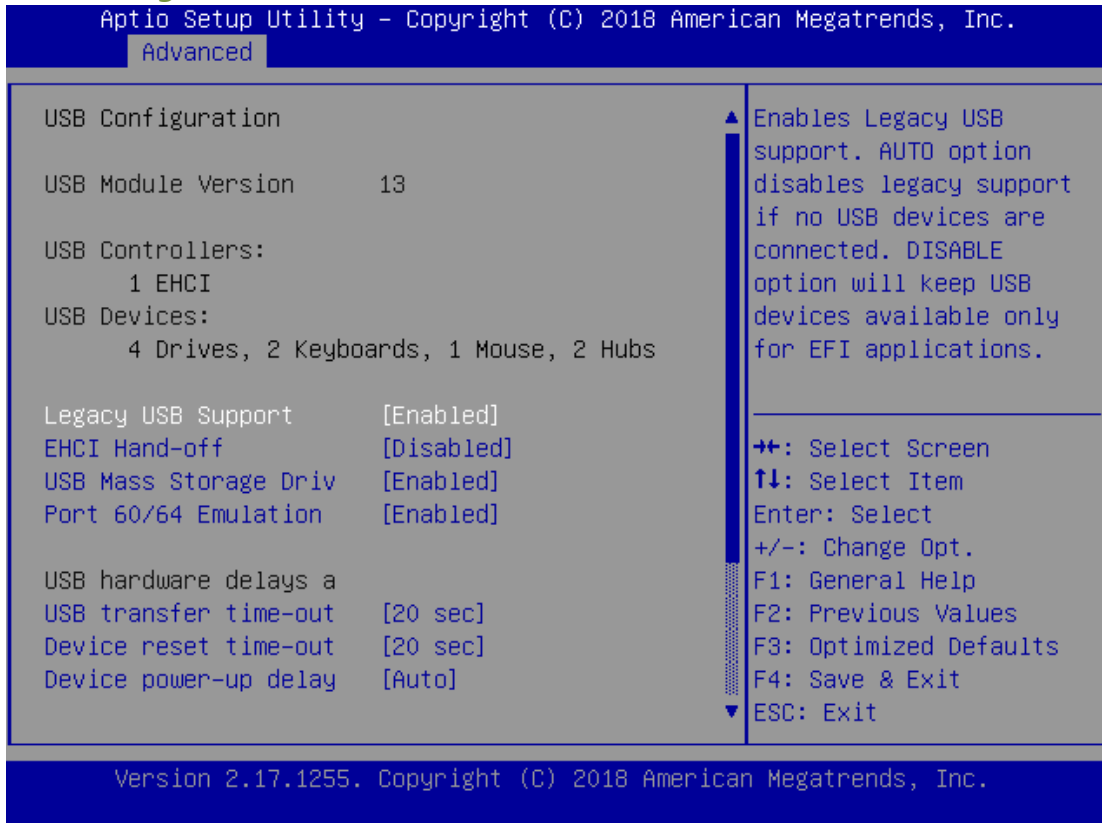 Aptio Setup Utility – Copyright (C) 2018 American Megatrends, Inc.
Advanced
USB Configuration
USB Module Version 13
USB Controllers:
1 EHCI
USB Devices:
4 Drives, 2 Keyboards, 1 Mouse, 2 Hubs
Legacy USB Support [Enabled]
EHCI Hand-off [Disabled]
USB Mass Storage Driv [Enabled]
Port 60/64 Emulation [Enabled]
USB hardware delays a
USB transfer time-out [20 sec]
Device reset time-out [20 sec]
Device power-up delay [Auto]
Enables Legacy USB
support. AUTO option
disables legacy support
if no USB devices are
connected. DISABLE
option will keep USB
devices available only
for EFI applications.
→←: Select Screen
↑↓: Select Item
Enter: Select
+/-: Change Opt.
F1: General Help
F2: Previous Values
F3: Optimized Defaults
F4: Save & Exit
ESC: Exit
Version 2.17.1255. Copyright (C) 2018 American Megatrends, Inc.